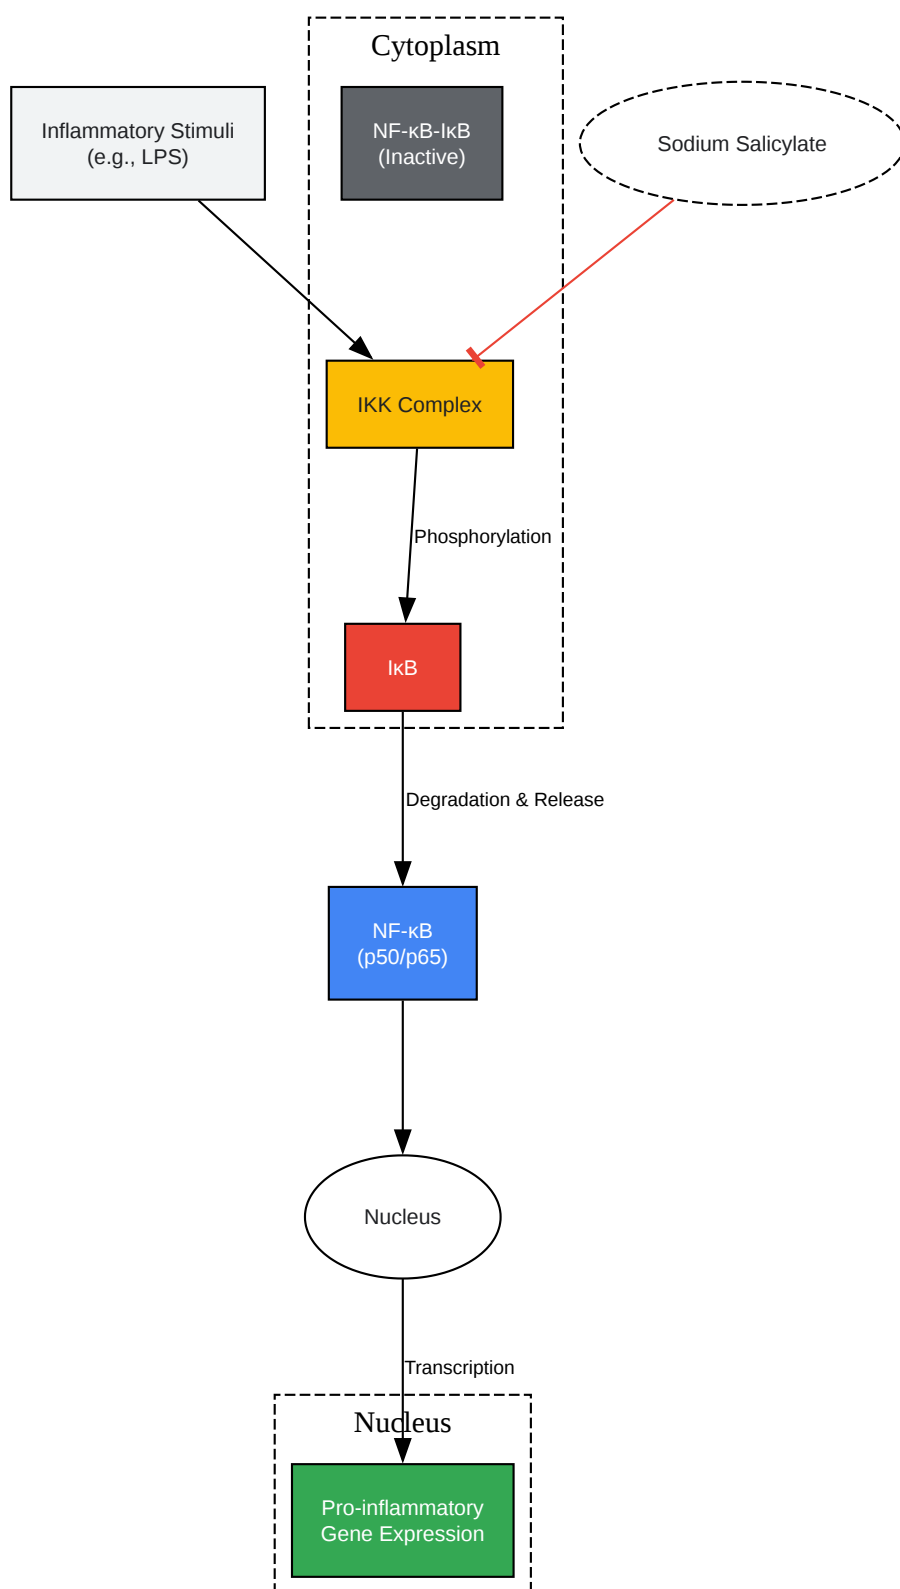 Cytoplasm
Inflammatory Stimuli
(e.g., LPS)
NF-κB-IκB
(Inactive)
Sodium Salicylate
IKK Complex
Phosphorylation
IκB
Degradation & Release
NF-κB
(p50/p65)
Nucleus
Transcription
Nucleus
Pro-inflammatory
Gene Expression